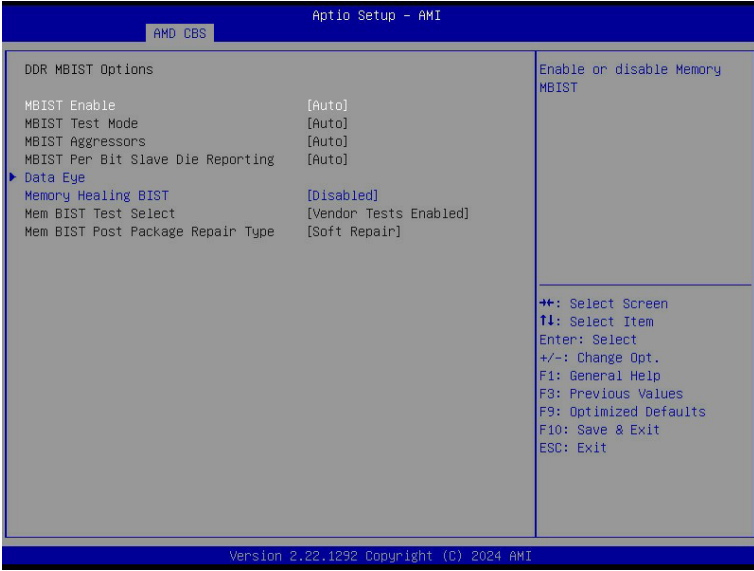 Aptio Setup – AMI
AMD CBS
DDR MBIST Options
Enable or disable Memory
MBIST
MBIST Enable [Auto]
MBIST Test Mode [Auto]
MBIST Aggressors [Auto]
MBIST Per Bit Slave Die Reporting [Auto]
Data Eye
Memory Healing BIST [Disabled]
Mem BIST Test Select [Vendor Tests Enabled]
Mem BIST Post Package Repair Type [Soft Repair]
→←: Select Screen
↑↓: Select Item
Enter: Select
+/-: Change Opt.
F1: General Help
F3: Previous Values
F9: Optimized Defaults
F10: Save & Exit
ESC: Exit
Version 2.22.1292 Copyright (C) 2024 AMI